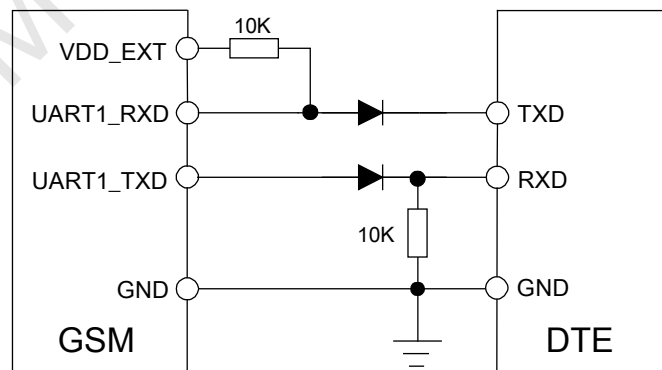 10K
VDD_EXT
UART1_RXD
TXD
UART1_TXD
RXD
10K
GND
GND
GSM
DTE